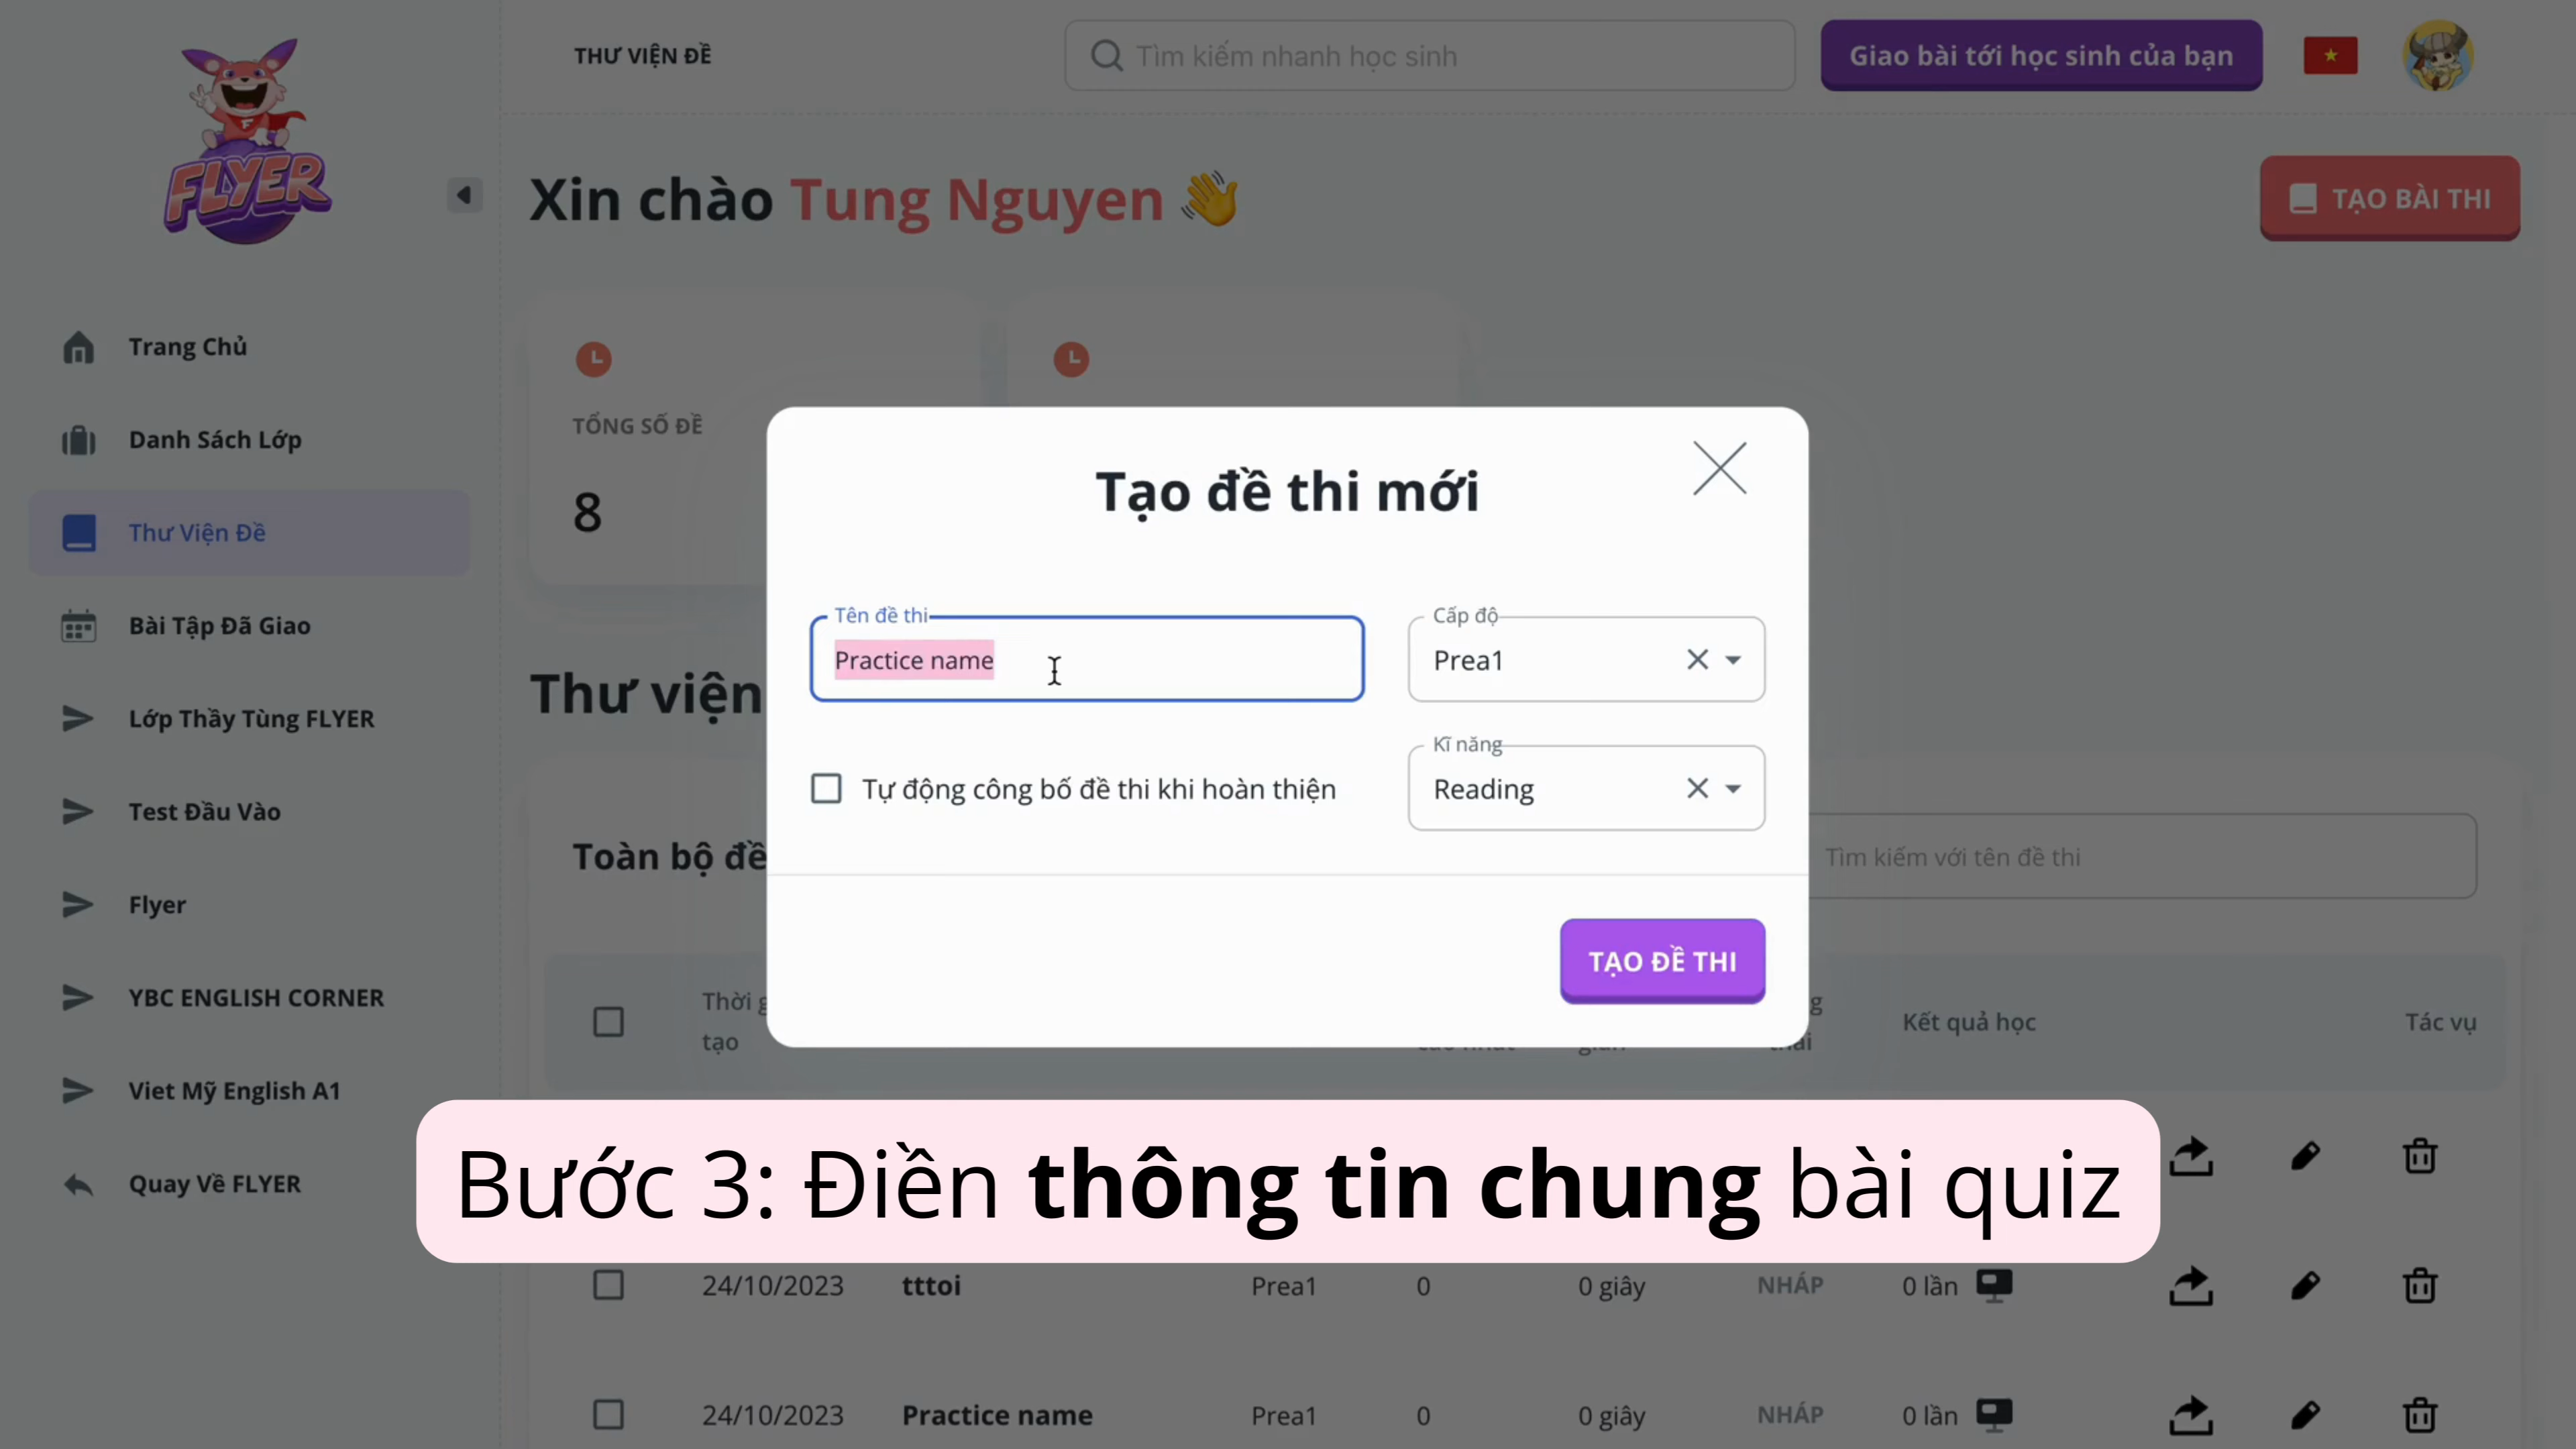 FLYER
THƯ VIỆN ĐỀ
Tìm kiếm nhanh học sinh
Giao bài tới học sinh của bạn
Xin chào Tung Nguyen 👋
TẠO BÀI THI
Trang Chủ
Danh Sách Lớp
Thư Viện Đề
Bài Tập Đã Giao
Lớp Thầy Tùng FLYER
Test Đầu Vào
Flyer
YBC ENGLISH CORNER
Viet Mỹ English A1
Quay Về FLYER
TỔNG SỐ ĐỀ
8
Thư viện
Toàn bộ đề
Tìm kiếm với tên đề thi
Tạo đề thi mới
Tên đề thi
Practice name
Cấp độ
Prea1
Tự động công bố đề thi khi hoàn thiện
Kĩ năng
Reading
TẠO ĐỀ THI
Thời
tạo
Kết quả học
Tác vụ
Bước 3: Điền thông tin chung bài quiz
24/10/2023 tttoi Prea1 0 0 giây NHÁP 0 lần
24/10/2023 Practice name Prea1 0 0 giây NHÁP 0 lần